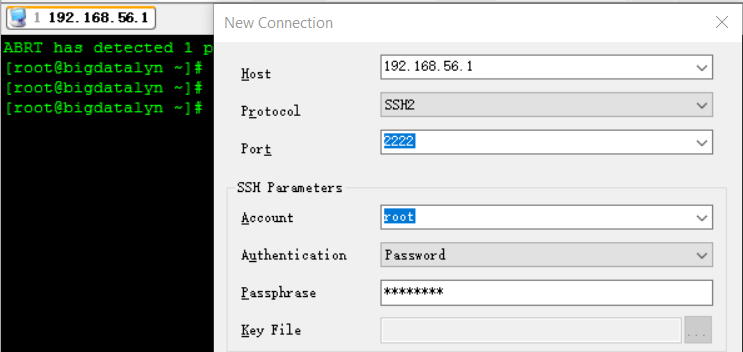 1 192.168.56.1
ABRT has detected 1 p
[root@bigdatalyn ~]#
[root@bigdatalyn ~]#
[root@bigdatalyn ~]#
New Connection
Host 192.168.56.1
Protocol SSH2
Port 2222
SSH Parameters
Account root
Authentication Password
Passphrase ********
Key File ...